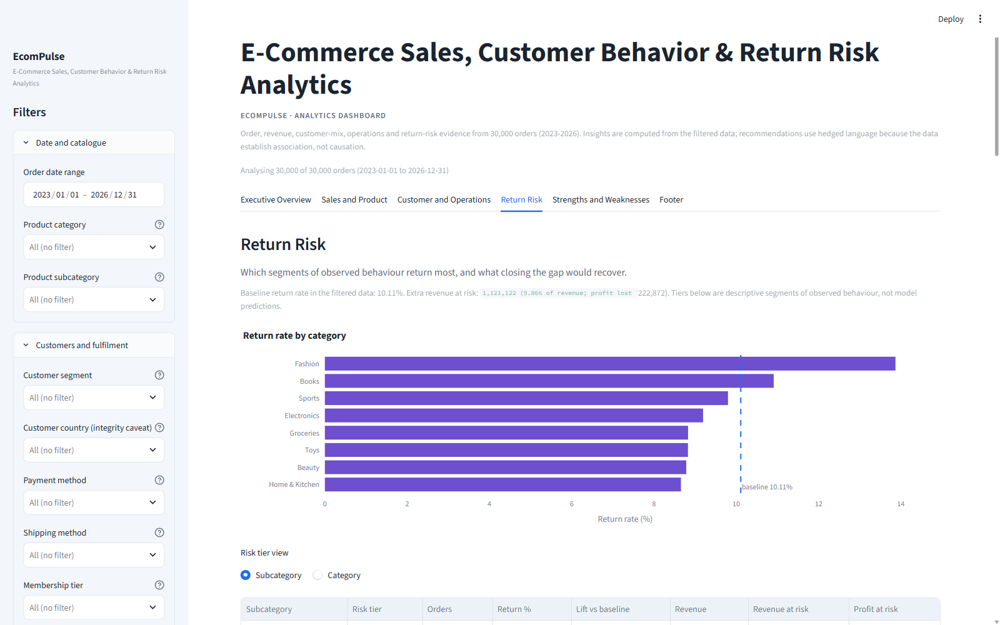 Deploy
EcomPulse
E-Commerce Sales, Customer Behavior & Return Risk
Analytics
Filters
Date and catalogue
Order date range
2023/01/01 – 2026/12/31
Product category
All (no filter)
Product subcategory
All (no filter)
Customers and fulfilment
Customer segment
All (no filter)
Customer country (integrity caveat)
All (no filter)
Payment method
All (no filter)
Shipping method
All (no filter)
Membership tier
All (no filter)
E-Commerce Sales, Customer Behavior & Return Risk
Analytics
ECOMPULSE · ANALYTICS DASHBOARD
Order, revenue, customer-mix, operations and return-risk evidence from 30,000 orders (2023-2026). Insights are computed from the filtered data; recommendations use hedged language because the data
establish association, not causation.
Analysing 30,000 of 30,000 orders (2023-01-01 to 2026-12-31)
Executive Overview Sales and Product Customer and Operations Return Risk Strengths and Weaknesses Footer
Return Risk
Which segments of observed behaviour return most, and what closing the gap would recover.
Baseline return rate in the filtered data: 10.11%. Extra revenue at risk: 1,121,122 (9.86% of revenue; profit lost 222,872). Tiers below are descriptive segments of observed behaviour, not model
predictions.
Return rate by category
Fashion
Books
Sports
Electronics
Groceries
Toys
Beauty
Home & Kitchen
baseline 10.11%
0 2 4 6 8 10 12 14
Return rate (%)
Risk tier view
Subcategory Category
Subcategory Risk tier Orders Return % Lift vs baseline Revenue Revenue at risk Profit at risk